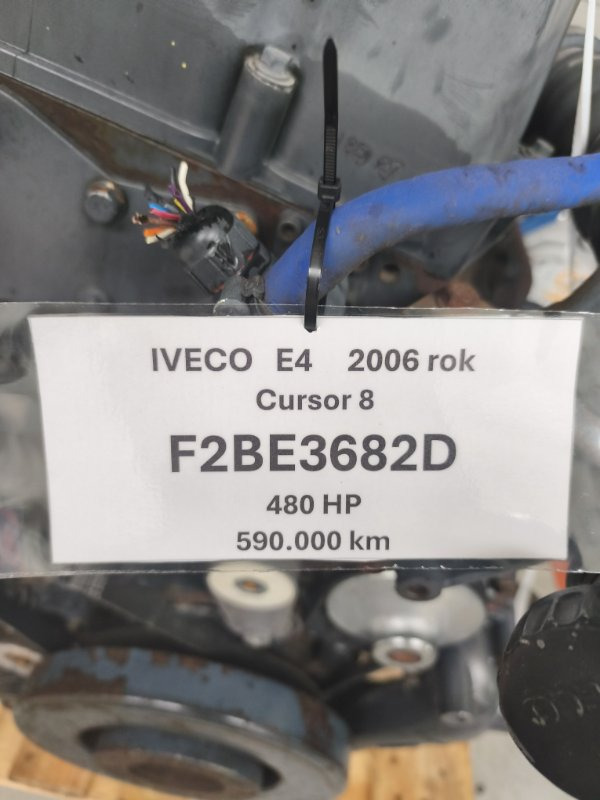 IVECO E4 2006 rok
Cursor 8
F2BE3682D
480 HP
590.000 km